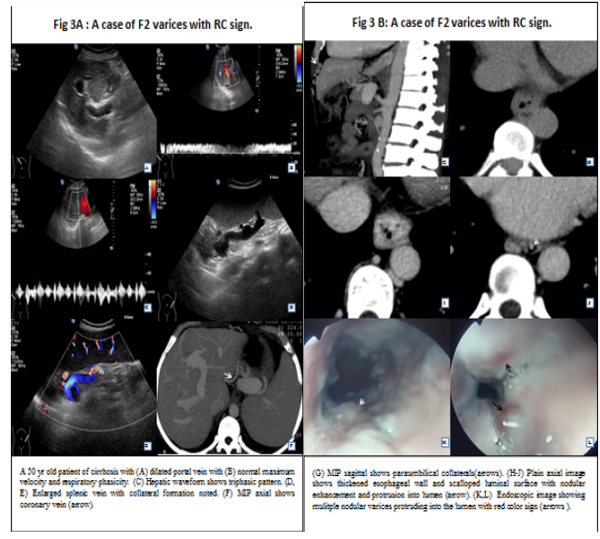 Fig 3A : A case of F2 varices with RC sign.
A
B
C
D
E
F
A 50 yr old patient of cirrhosis with (A) dilated portal vein with (B) normal maximum
velocity and respiratory phasicity. (C) Hepatic waveform shows triphasic pattern. (D,
E) Enlarged splenic vein with collateral formation noted. (F) MIP axial shows
coronary vein (arrow).
Fig 3 B: A case of F2 varices with RC sign.
G
H
I
J
K
L
(G) MIP sagittal shows paraumbilical collaterals(arrows). (H-J) Plain axial image
shows thickened esophageal wall and scalloped luminal surface with nodular
enhancement and protrusion into lumen (arrow). (K,L) Endoscopic image showing
mulitple nodular varices protruding into the lumen with red color sign (arrows ).